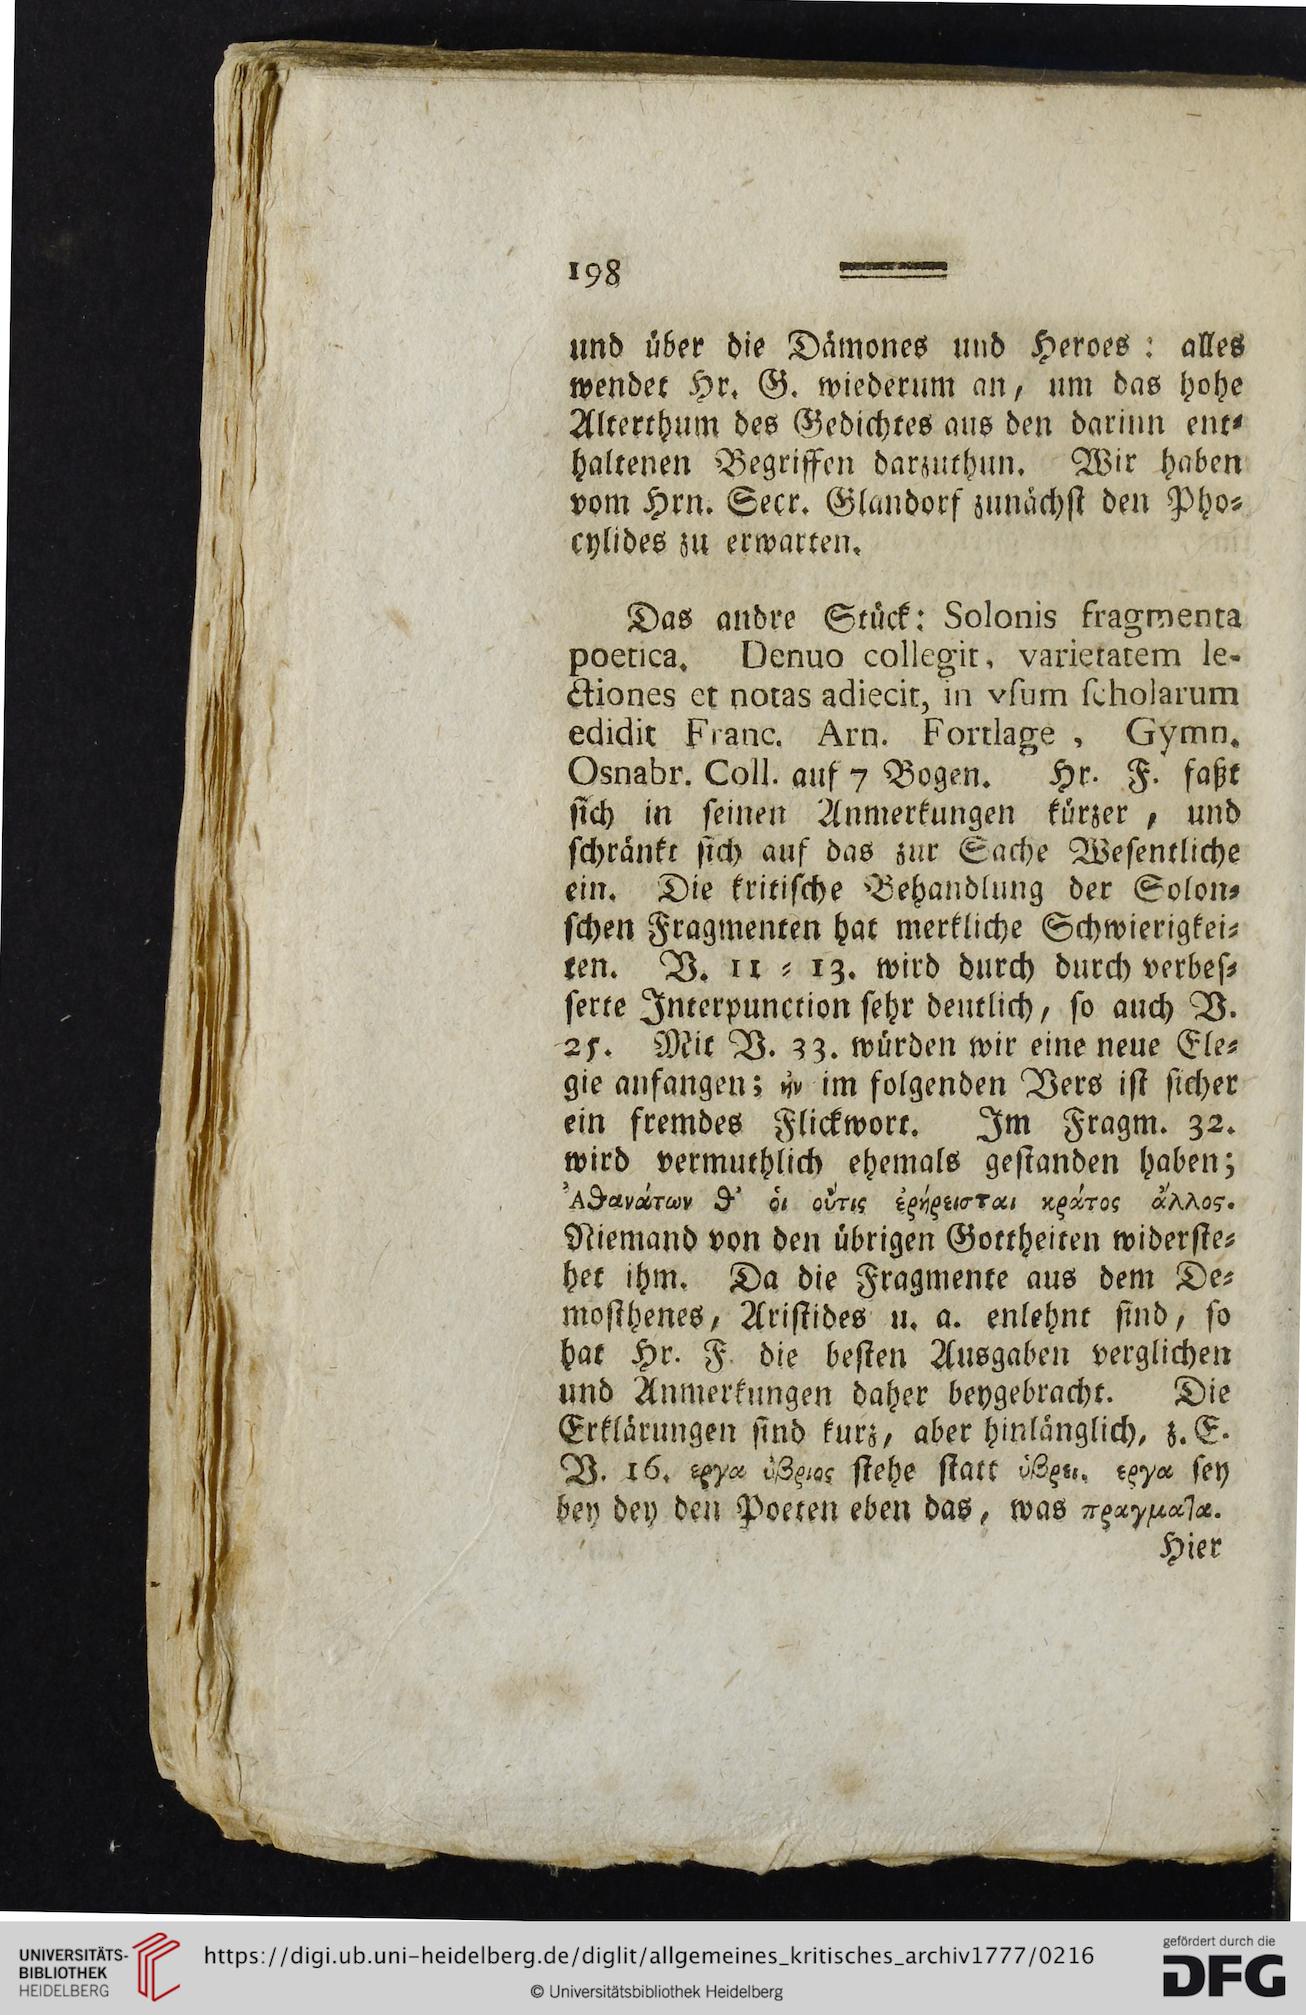 198
und über die Dämones und Heroes: alles
wendet Hr. G. wiederum an, um das hohe
Alterthum des Gedichtes aus den darinn ent-
haltenen Begriffen darzuthun. Wir haben
vom Hrn. Secr. Glandorf zunächst den Pho-
cylides zu erwarten.
Das andre Stück: Solonis fragmenta
poetica. Denuo collegit, varietatem le-
ctiones et notas adiecit, in vsum scholarum
edidit Franc. Arn. Fortlage, Gymn.
Osnabr. Coll. auf 7 Bogen. Hr. F. faßt
sich in seinen Anmerkungen kürzer, und
schränkt sich auf das zur Sache Wesentliche
ein. Die kritische Behandlung der Solon-
schen Fragmenten hat merkliche Schwierigkei-
ten. V. 11 - 13. wird durch durch verbes-
serte Interpunction sehr deutlich, so auch V.
25. Mit V. 33. würden wir eine neue Ele-
gie anfangen; ἠν im folgenden Vers ist sicher
ein fremdes Flickwort. Im Fragm. 32.
wird vermuthlich ehemals gestanden haben;
Ἀθανάτων θ' ὁι οὔτις ἐρήρεισται κράτος ἄλλος.
Niemand von den übrigen Gottheiten widerste-
het ihm. Da die Fragmente aus dem De-
mosthenes, Aristides u. a. enlehnt sind, so
hat Hr. F. die besten Ausgaben verglichen
und Anmerkungen daher beygebracht. Die
Erklärungen sind kurz, aber hinlänglich, z. E.
V. 16. εργα ὑβριος stehe statt ὑβρει. εργα sey
bey dey den Poeten eben das, was πραγματα.
Hier
UNIVERSITÄTS-
BIBLIOTHEK
HEIDELBERG
https://digi.ub.uni-heidelberg.de/diglit/allgemeines_kritisches_archiv1777/0216
© Universitätsbibliothek Heidelberg
gefördert durch die
DFG